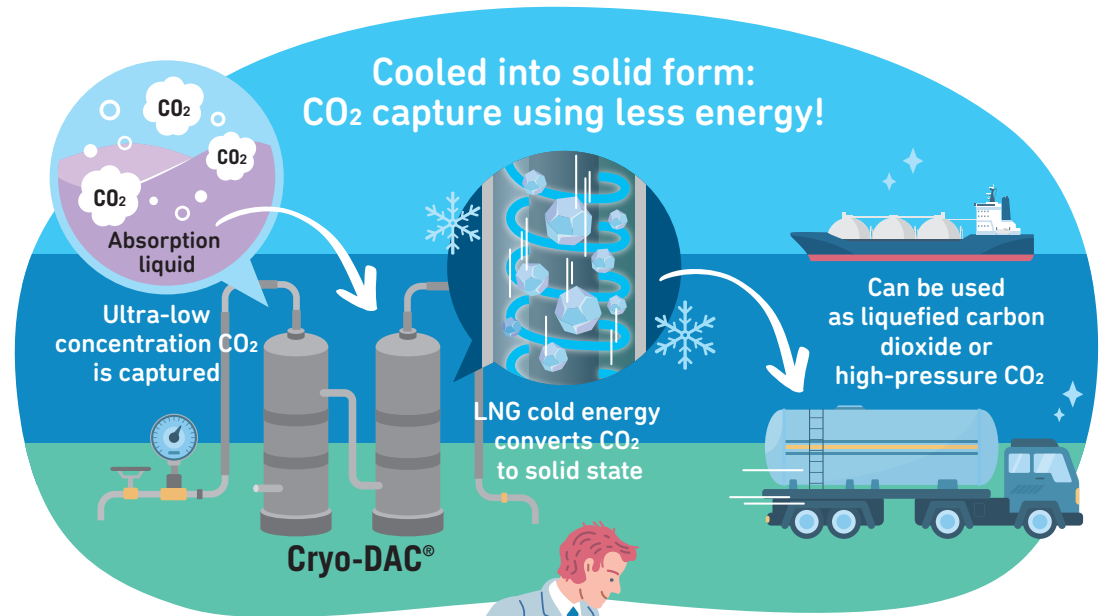 Cooled into solid form:
CO₂ capture using less energy!
CO₂
CO₂
CO₂
Absorption
liquid
Ultra-low
concentration CO₂
is captured
LNG cold energy
converts CO₂
to solid state
Can be used
as liquefied carbon
dioxide or
high-pressure CO₂
Cryo-DAC®